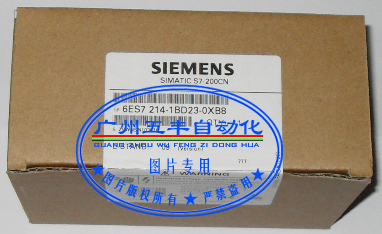 SIEMENS
SIMATIC S7-200CN
6ES7 214-1BD23-0XB8
广州五丰自动化
GUANG ZHOU WU FENG ZI DONG HUA
图片专用
WARNING
★图片版权所有★严禁盗用★